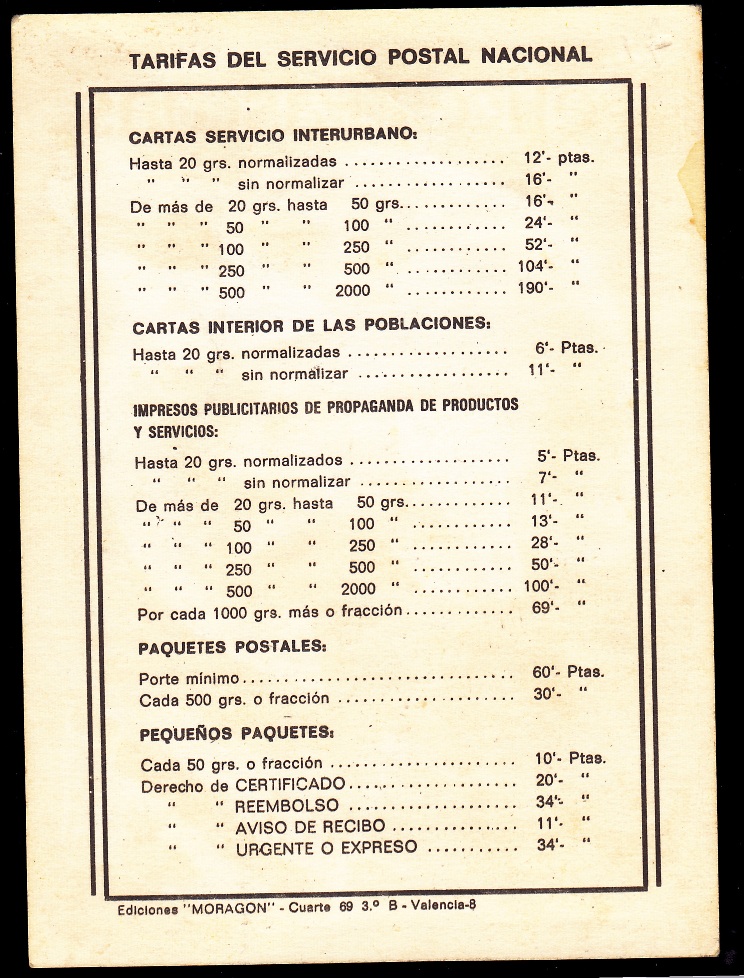 TARIFAS DEL SERVICIO POSTAL NACIONAL
CARTAS SERVICIO INTERURBANO:
Hasta 20 grs. normalizadas ................... 12'- ptas.
" " " sin normalizar .................. 16'- "
De más de 20 grs. hasta 50 grs............. 16'- "
" " " 50 " " 100 " ............ 24'- "
" " " 100 " " 250 " ............ 52'- "
" " " 250 " " 500 " ............ 104'- "
" " " 500 " " 2000 " ............ 190'- "
CARTAS INTERIOR DE LAS POBLACIONES:
Hasta 20 grs. normalizadas ................... 6'- Ptas.
" " " sin normalizar .................. 11'- "
IMPRESOS PUBLICITARIOS DE PROPAGANDA DE PRODUCTOS
Y SERVICIOS:
Hasta 20 grs. normalizados ................... 5'- Ptas.
" " " sin normalizar .................. 7'- "
De más de 20 grs. hasta 50 grs............. 11'- "
" " " 50 " " 100 " ............ 13'- "
" " " 100 " " 250 " ............ 28'- "
" " " 250 " " 500 " ............ 50'- "
" " " 500 " " 2000 " ............ 100'- "
Por cada 1000 grs. más o fracción............. 69'- "
PAQUETES POSTALES:
Porte mínimo................................ 60'- Ptas.
Cada 500 grs. o fracción ..................... 30'- "
PEQUEÑOS PAQUETES:
Cada 50 grs. o fracción ...................... 10'- Ptas.
Derecho de CERTIFICADO.................... 20'- "
" " REEMBOLSO .................... 34'- "
" " AVISO DE RECIBO ............... 11'- "
" " URGENTE O EXPRESO ........... 34'- "
Ediciones "MORAGON" - Cuarte 69 3.º B - Valencia-8